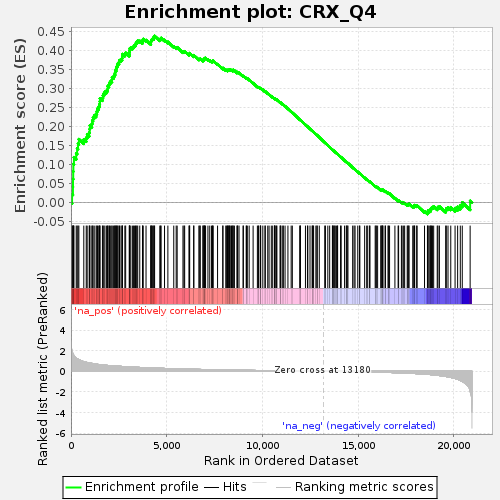 Enrichment plot: CRX_Q4
Enrichment score (ES)
0.45
0.40
0.35
0.30
0.25
0.20
0.15
0.10
0.05
0.00
-0.05
'na_pos' (positively correlated)
Ranked list metric (PreRanked)
6
4
2
0
-2
-4
-6
Zero cross at 13180
'na_neg' (negatively correlated)
0
5,000
10,000
15,000
20,000
Rank in Ordered Dataset
Enrichment profile
Hits
Ranking metric scores